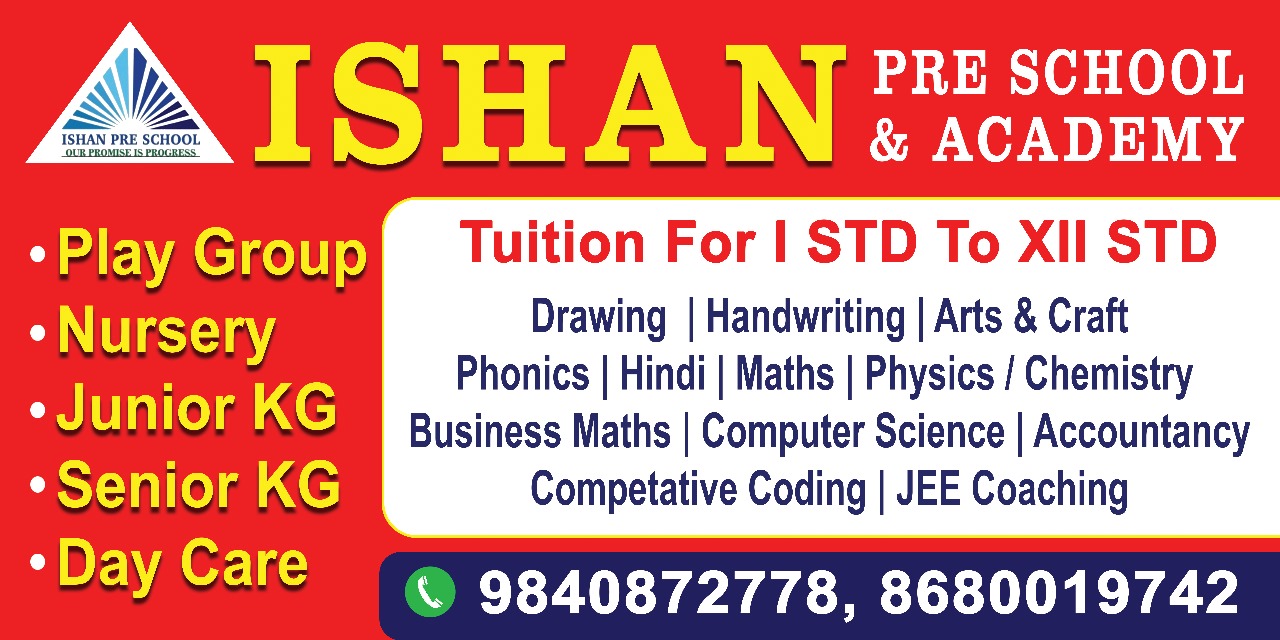 ISHAN PRE SCHOOL
OUR PROMISE IS PROGRESS
ISHAN
PRE SCHOOL
& ACADEMY
• Play Group
• Nursery
• Junior KG
• Senior KG
• Day Care
Tuition For I STD To XII STD
Drawing | Handwriting | Arts & Craft
Phonics | Hindi | Maths | Physics / Chemistry
Business Maths | Computer Science | Accountancy
Competative Coding | JEE Coaching
9840872778, 8680019742